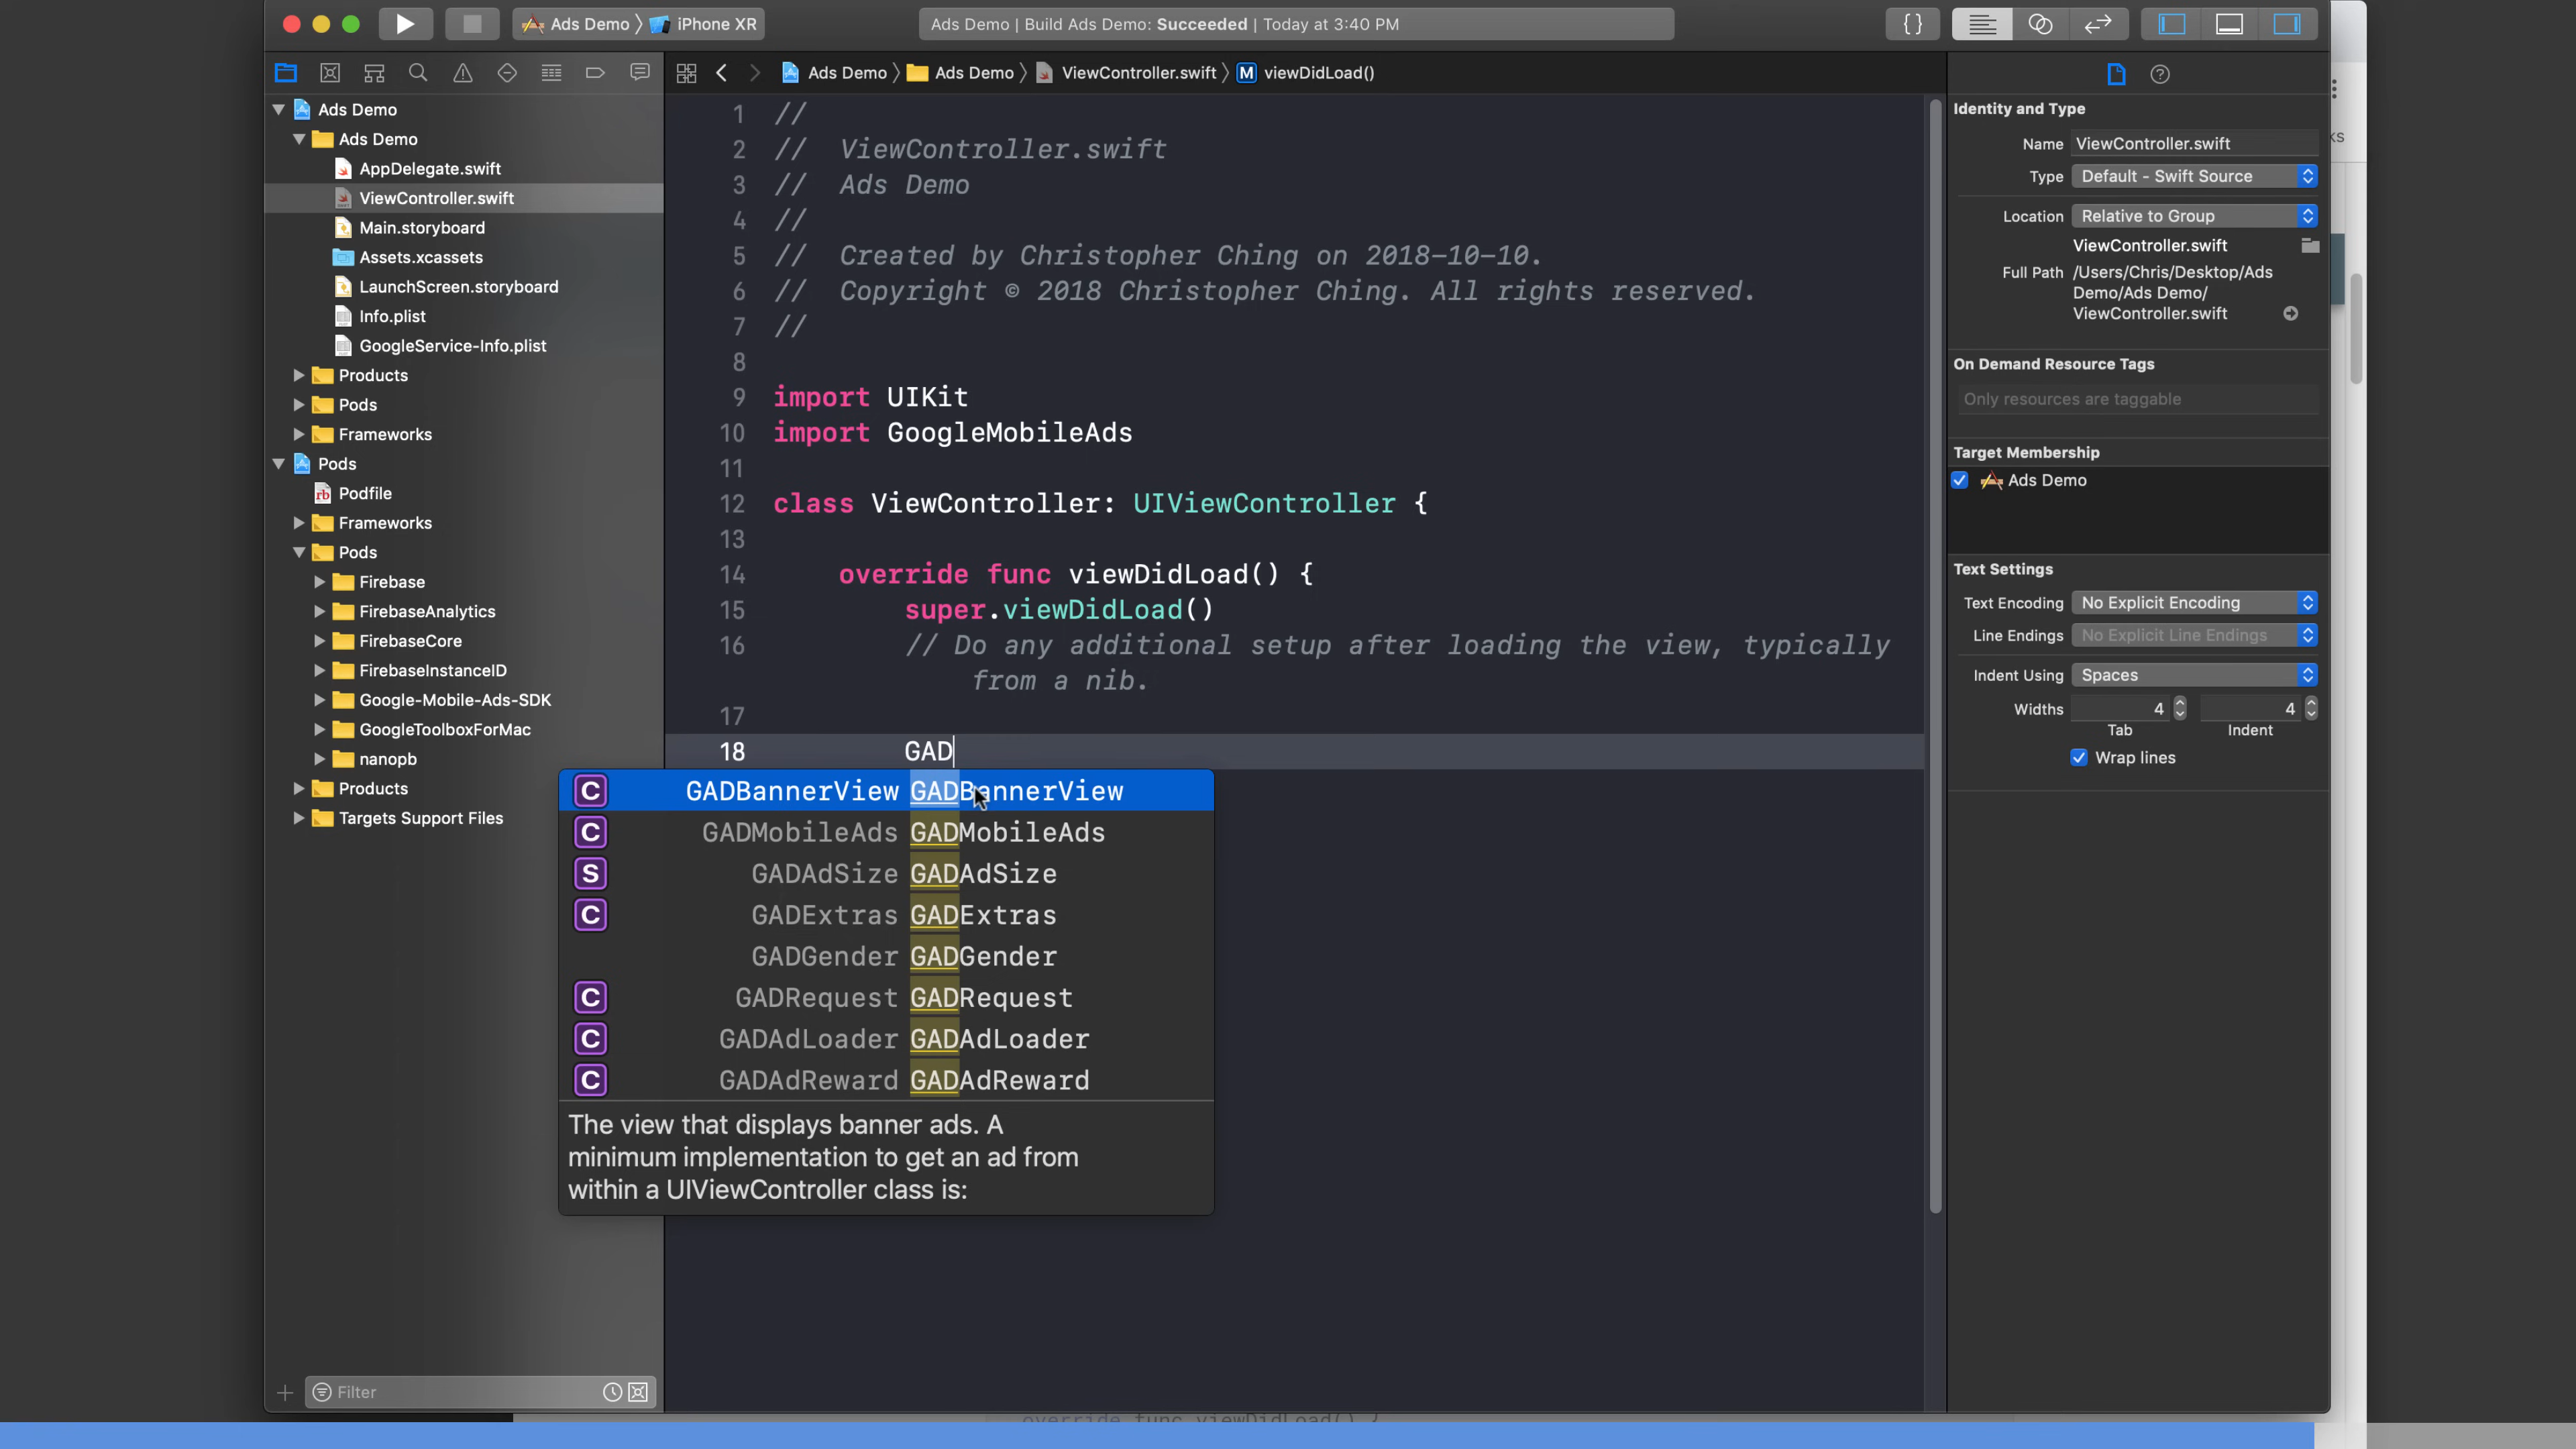 Ads Demo iPhone XR
Ads Demo | Build Ads Demo: Succeeded | Today at 3:40 PM
{}
Ads Demo Ads Demo ViewController.swift M viewDidLoad()
Ads Demo
Ads Demo
AppDelegate.swift
ViewController.swift
Main.storyboard
Assets.xcassets
LaunchScreen.storyboard
Info.plist
GoogleService-Info.plist
Products
Pods
Frameworks
Pods
rb Podfile
Frameworks
Pods
Firebase
FirebaseAnalytics
FirebaseCore
FirebaseInstanceID
Google-Mobile-Ads-SDK
GoogleToolboxForMac
nanopb
Products
Targets Support Files
Filter
1 //
2 // ViewController.swift
3 // Ads Demo
4 //
5 // Created by Christopher Ching on 2018-10-10.
6 // Copyright © 2018 Christopher Ching. All rights reserved.
7 //
8
9 import UIKit
10 import GoogleMobileAds
11
12 class ViewController: UIViewController {
13
14 override func viewDidLoad() {
15 super.viewDidLoad()
16 // Do any additional setup after loading the view, typically
from a nib.
17
18 GAD
C GADBannerView GADBannerView
C GADMobileAds GADMobileAds
S GADAdSize GADAdSize
C GADExtras GADExtras
GADGender GADGender
C GADRequest GADRequest
C GADAdLoader GADAdLoader
C GADAdReward GADAdReward
The view that displays banner ads. A
minimum implementation to get an ad from
within a UIViewController class is:
Identity and Type
Name ViewController.swift
Type Default - Swift Source
Location Relative to Group
ViewController.swift
Full Path /Users/Chris/Desktop/Ads
Demo/Ads Demo/
ViewController.swift
On Demand Resource Tags
Only resources are taggable
Target Membership
Ads Demo
Text Settings
Text Encoding No Explicit Encoding
Line Endings No Explicit Line Endings
Indent Using Spaces
Widths 4 4
Tab Indent
Wrap lines
ks
override func viewDidLoad() {